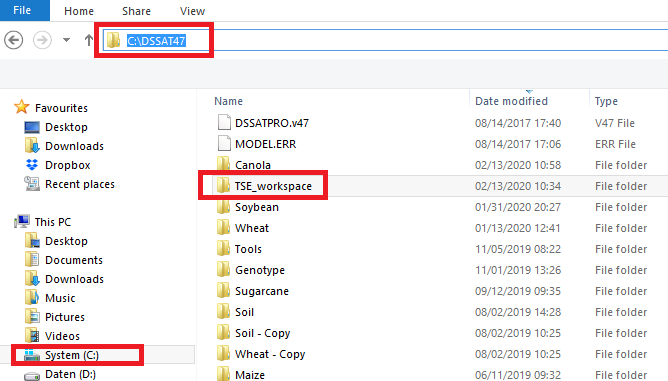 File Home Share View
C:\DSSAT47
Name Date modified Type
Favourites
Desktop
Downloads
Dropbox
Recent places
This PC
Desktop
Documents
Downloads
Music
Pictures
Videos
System (C:)
Daten (D:)
DSSATPRO.v47 08/14/2017 17:40 V47 File
MODEL.ERR 08/14/2017 17:06 ERR File
Canola 02/13/2020 10:58 File folder
TSE_workspace 02/13/2020 10:34 File folder
Soybean 01/31/2020 20:27 File folder
Wheat 01/13/2020 12:41 File folder
Tools 11/05/2019 08:22 File folder
Genotype 11/01/2019 13:26 File folder
Sugarcane 09/12/2019 09:35 File folder
Soil 08/02/2019 14:28 File folder
Soil - Copy 08/02/2019 10:25 File folder
Wheat - Copy 08/02/2019 10:25 File folder
Maize 06/11/2019 09:32 File folder